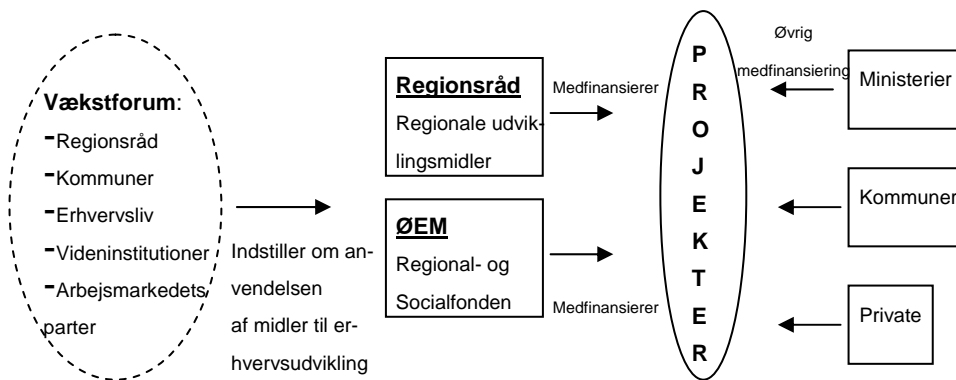 Vækstforum:
-Regionsråd
-Kommuner
-Erhvervsliv
-Videninstitutioner
-Arbejsmarkedets
parter
Indstiller om an-
vendelsen
af midler til er-
hvervsudvikling
Regionsråd
Regionale udvik-
lingsmidler
ØEM
Regional- og
Socialfonden
Medfinansierer
Medfinansierer
P
R
O
J
E
K
T
E
R
Øvrig
medfinansiering
Ministerier
Kommuner
Private